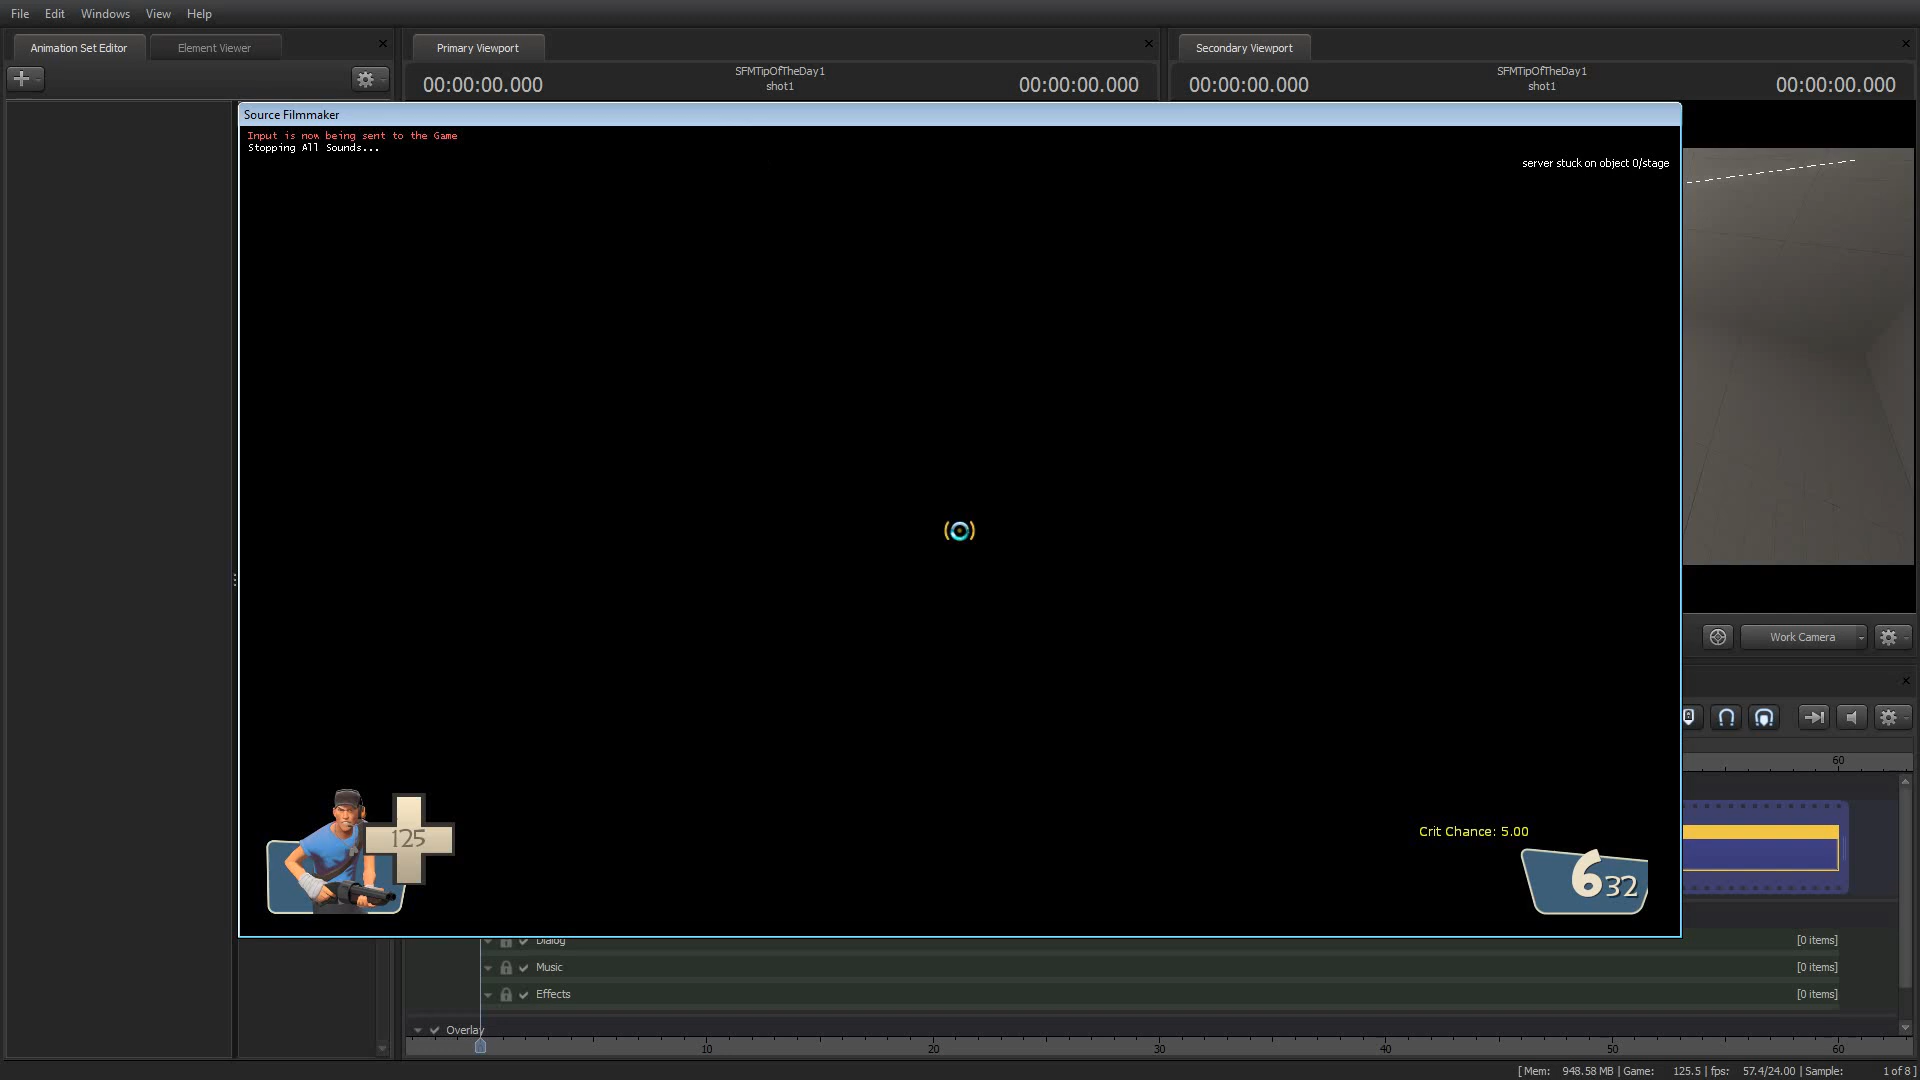 File Edit Windows View Help
Animation Set Editor Element Viewer
Primary Viewport
Secondary Viewport
00:00:00.000 SFMTipOfTheDay1 00:00:00.000
shot1
00:00:00.000 SFMTipOfTheDay1 00:00:00.000
shot1
Source Filmmaker
Input is now being sent to the Game
Stopping All Sounds...
server stuck on object 0/stage
Work Camera
60
125
Crit Chance: 5.00
6 32
Dialog [0 items]
Music [0 items]
Effects [0 items]
Overlay
10 20 30 40 50 60
[ Mem: 948.58 MB | Game: 125.5 | fps: 57.4/24.00 | Sample: 1 of 8 ]